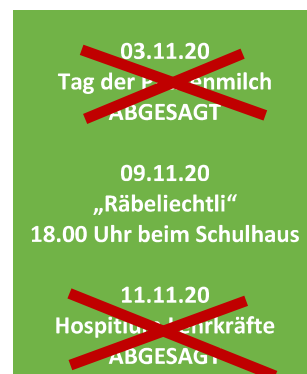 03.11.20
Tag der
ABGESAGT
09.11.20
„Räbeliechtli“
18.00 Uhr beim Schulhaus
11.11.20
ABGESAGT